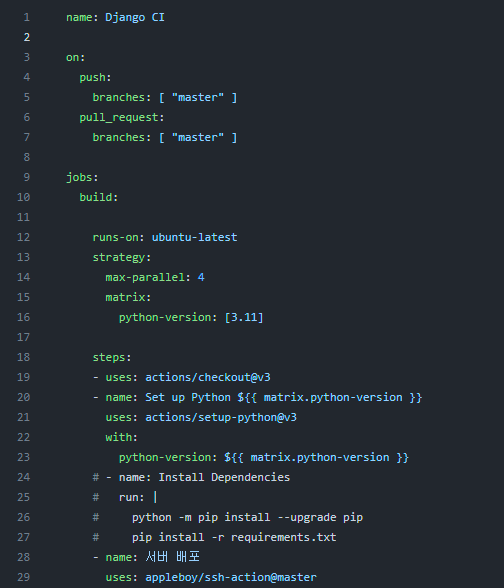 1 name: Django CI
2
3 on:
4   push:
5     branches: [ "master" ]
6   pull_request:
7     branches: [ "master" ]
8
9 jobs:
10   build:
11
12     runs-on: ubuntu-latest
13     strategy:
14       max-parallel: 4
15       matrix:
16         python-version: [3.11]
17
18     steps:
19     - uses: actions/checkout@v3
20     - name: Set up Python ${{ matrix.python-version }}
21       uses: actions/setup-python@v3
22       with:
23         python-version: ${{ matrix.python-version }}
24     # - name: Install Dependencies
25     #   run: |
26     #     python -m pip install --upgrade pip
27     #     pip install -r requirements.txt
28     - name: 서버 배포
29       uses: appleboy/ssh-action@master